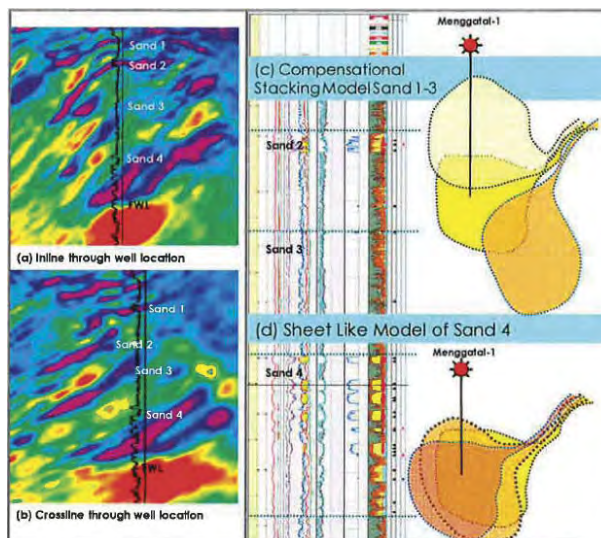 Sand 1
Sand 2
Sand 3
Sand 4
FWL
(a) Inline through well location
Sand 1
Sand 2
Sand 3
Sand 4
FWL
(b) Crossline through well location
Menggatal-1
(c) Compensational
Stacking Model Sand 1-3
Sand 2
Sand 3
(d) Sheet Like Model of Sand 4
Menggatal-1
Sand 4